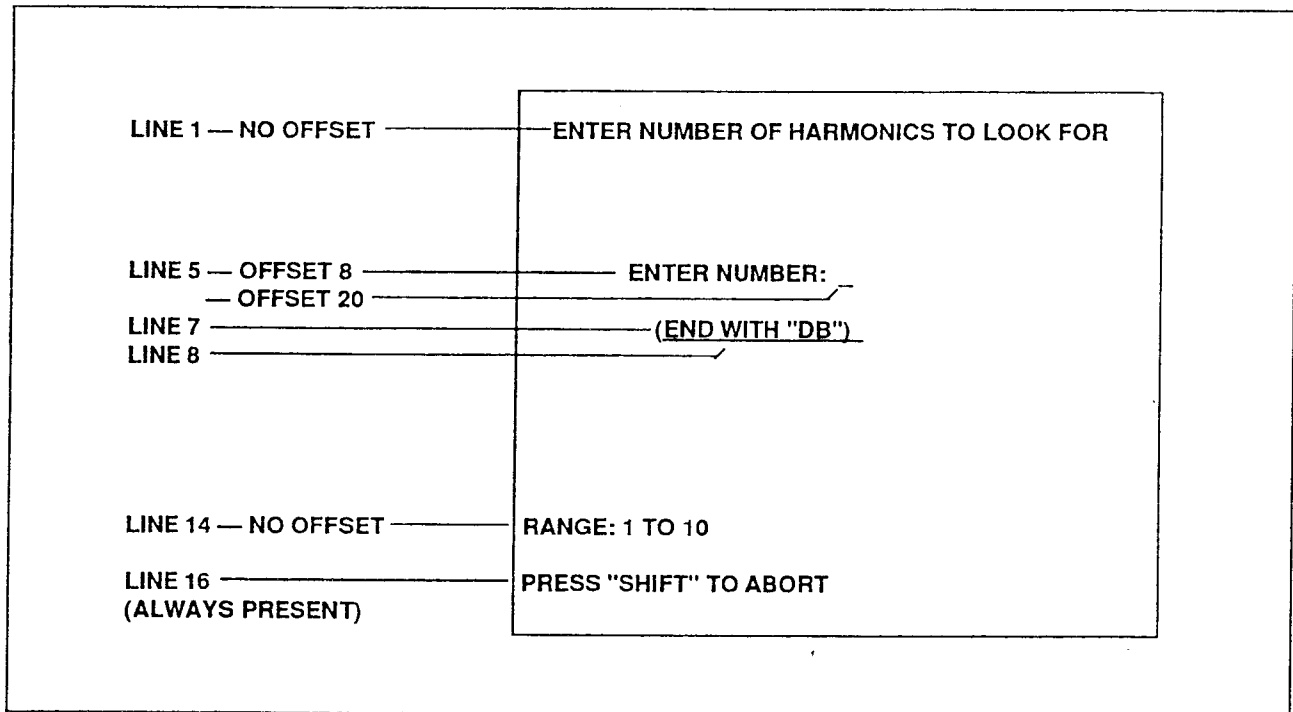 LINE 1 — NO OFFSET
ENTER NUMBER OF HARMONICS TO LOOK FOR
LINE 5 — OFFSET 8
ENTER NUMBER: _
— OFFSET 20
LINE 7
(END WITH "DB")
LINE 8
LINE 14 — NO OFFSET
RANGE: 1 TO 10
LINE 16
PRESS "SHIFT" TO ABORT
(ALWAYS PRESENT)